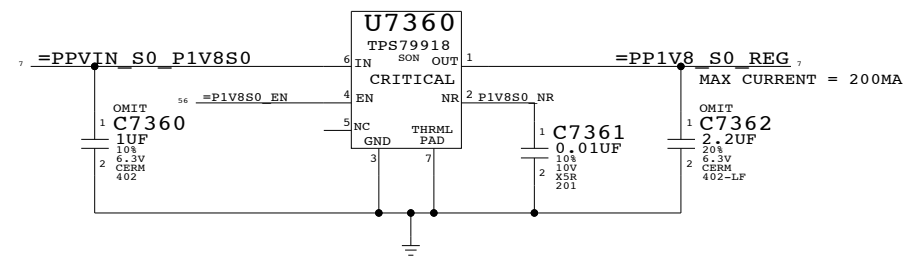 U7360
TPS79918
SON
7 =PPVIN_S0_P1V8S0 6 IN OUT 1 =PP1V8_S0_REG 7
CRITICAL
MAX CURRENT = 200MA
56 =P1V8S0_EN 4 EN NR 2 P1V8S0_NR
5 NC
THRML
GND PAD
3 7
OMIT
1 C7360
1UF
10%
6.3V
2 CERM
402
1 C7361
0.01UF
10%
10V
2 X5R
201
OMIT
1 C7362
2.2UF
20%
6.3V
2 CERM
402-LF